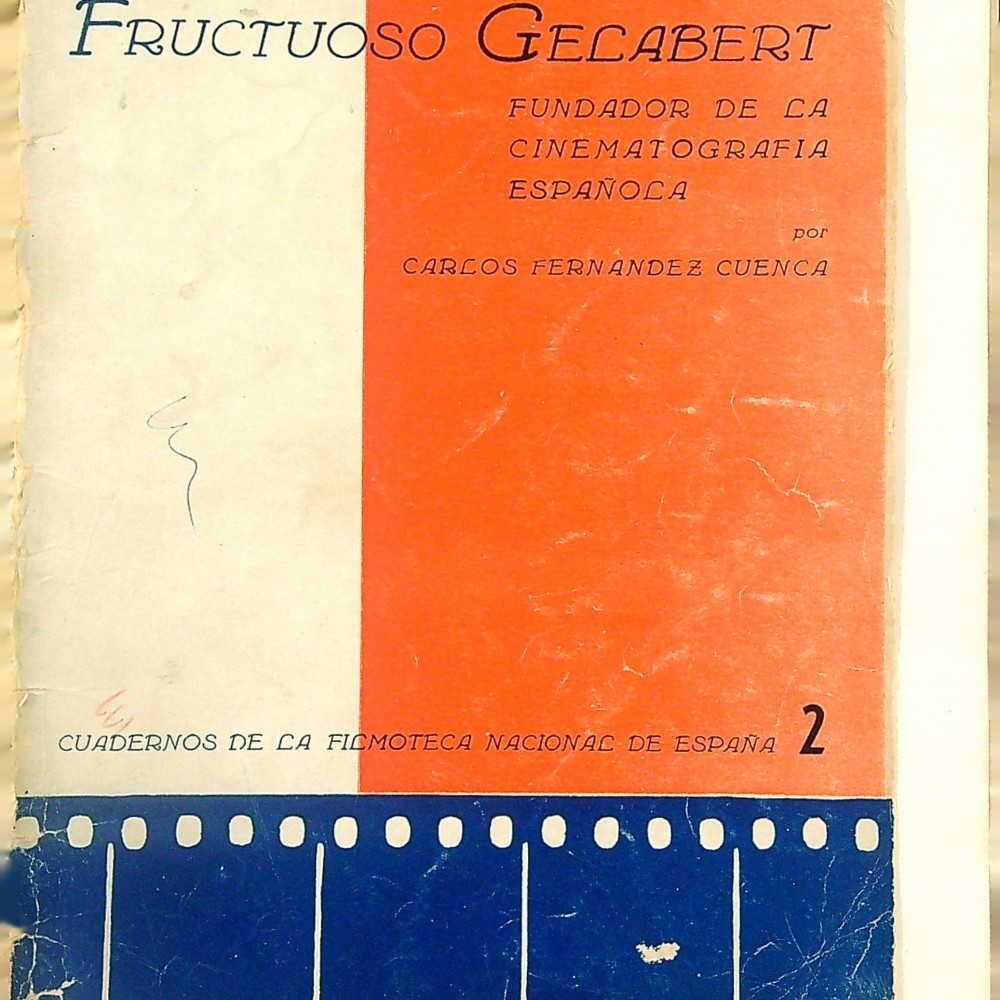 FRUCTUOSO GELABERT
FUNDADOR DE LA
CINEMATOGRAFIA
ESPAÑOLA
por
CARLOS FERNANDEZ CUENCA
CUADERNOS DE LA FILMOTECA NACIONAL DE ESPAÑA 2